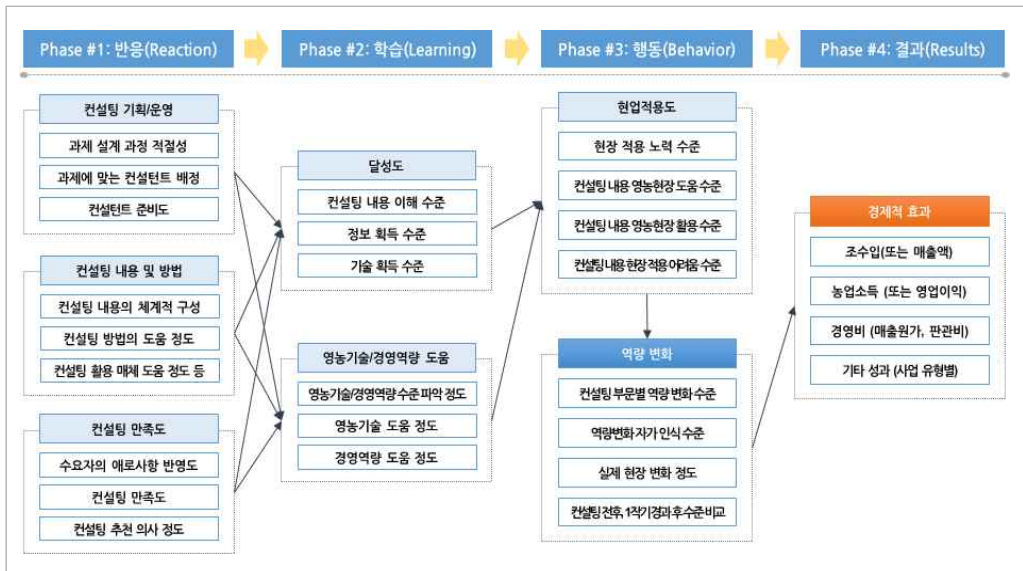 Phase #1: 반응(Reaction)
Phase #2: 학습(Learning)
Phase #3: 행동(Behavior)
Phase #4: 결과(Results)
컨설팅 기획/운영
과제 설계 과정 적절성
과제에 맞는 컨설턴트 배정
컨설턴트 준비도
컨설팅 내용 및 방법
컨설팅 내용의 체계적 구성
컨설팅 방법의 도움 정도
컨설팅 활용 매체 도움 정도 등
컨설팅 만족도
수요자의 애로사항 반영도
컨설팅 만족도
컨설팅 추천 의사 정도
달성도
컨설팅 내용 이해 수준
정보 획득 수준
기술 획득 수준
영농기술/경영역량 도움
영농기술/경영역량 수준 파악 정도
영농기술 도움 정도
경영역량 도움 정도
현업적용도
현장 적용 노력 수준
컨설팅 내용 영농현장 도움 수준
컨설팅 내용 영농현장 활용 수준
컨설팅 내용 현장 적용 어려움 수준
역량 변화
컨설팅 부문별 역량 변화 수준
역량변화 자가 인식 수준
실제 현장 변화 정도
컨설팅 전후, 1작기경과 후 수준 비교
경제적 효과
조수입(또는 매출액)
농업소득 (또는 영업이익)
경영비 (매출원가, 판관비)
기타 성과 (사업 유형별)